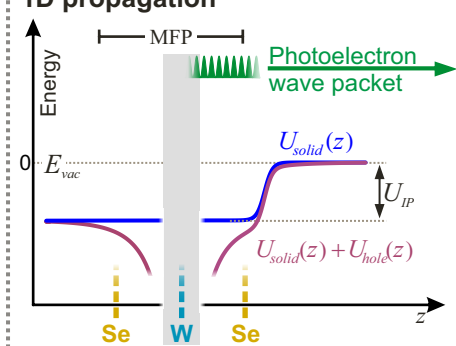 1D propagation
MFP
Energy
Photoelectron
wave packet
U_solid(z)
0
E_vac
U_IP
U_solid(z) + U_hole(z)
z
Se
W
Se